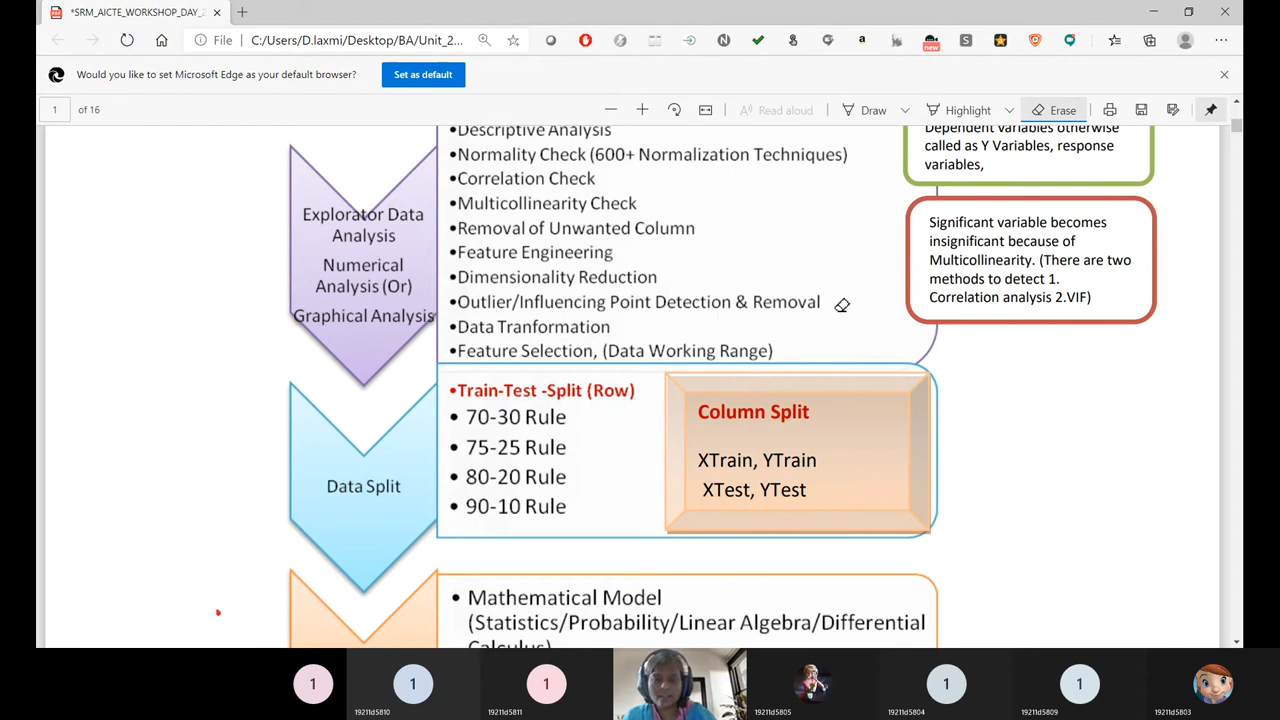 *SRM_AICTE_WORKSHOP_DAY_2
File
C:/Users/D.laxmi/Desktop/BA/Unit_2...
new
Would you like to set Microsoft Edge as your default browser?
Set as default
1
of 16
Read aloud
Draw
Highlight
Erase
•Descriptive Analysis
•Normality Check (600+ Normalization Techniques)
•Correlation Check
•Multicollinearity Check
•Removal of Unwanted Column
•Feature Engineering
•Dimensionality Reduction
•Outlier/Influencing Point Detection & Removal
•Data Tranformation
•Feature Selection, (Data Working Range)
Explorator Data
Analysis
Numerical
Analysis (Or)
Graphical Analysis
Dependent variables otherwise
called as Y Variables, response
variables,
Significant variable becomes
insignificant because of
Multicollinearity. (There are two
methods to detect 1.
Correlation analysis 2.VIF)
Data Split
•Train-Test -Split (Row)
• 70-30 Rule
• 75-25 Rule
• 80-20 Rule
• 90-10 Rule
Column Split
XTrain, YTrain
XTest, YTest
• Mathematical Model
(Statistics/Probability/Linear Algebra/Differential
Calculus)
1
1
19211d5810
1
19211d5811
19211d5805
1
19211d5804
1
19211d5809
19211d5803